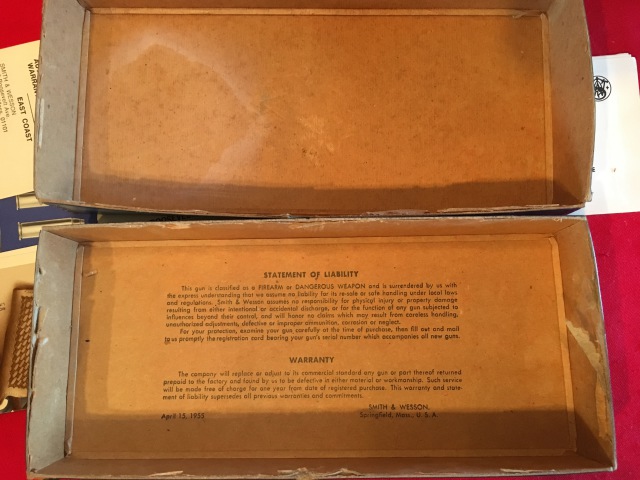 WARRAN
EAST COAST
SMITH & WESSON
01101
STATEMENT OF LIABILITY
This gun is classified as a FIREARM or DANGEROUS WEAPON and is surrendered by us with
the express understanding that we assume no liability for its re-sale or safe handling under local laws
and regulations. Smith & Wesson assumes no responsibility for physical injury or property damage
resulting from either intentional or accidental discharge, or for the function of any gun subjected to
influences beyond their control, and will honor no claims which may result from careless handling,
unauthorized adjustments, defective or improper ammunition, corrosion or neglect.
For your protection, examine your gun carefully at the time of purchase, then fill out and mail
to us promptly the registration card bearing your gun's serial number which accompanies all new guns.
WARRANTY
The company will replace or adjust to its commercial standard any gun or part thereof returned
prepaid to the factory and found by us to be defective in either material or workmanship. Such service
will be made free of charge for one year from date of registered purchase. This warranty and state-
ment of liability supersedes all previous warranties and commitments.
SMITH & WESSON,
April 15, 1955 Springfield, Mass., U. S. A.